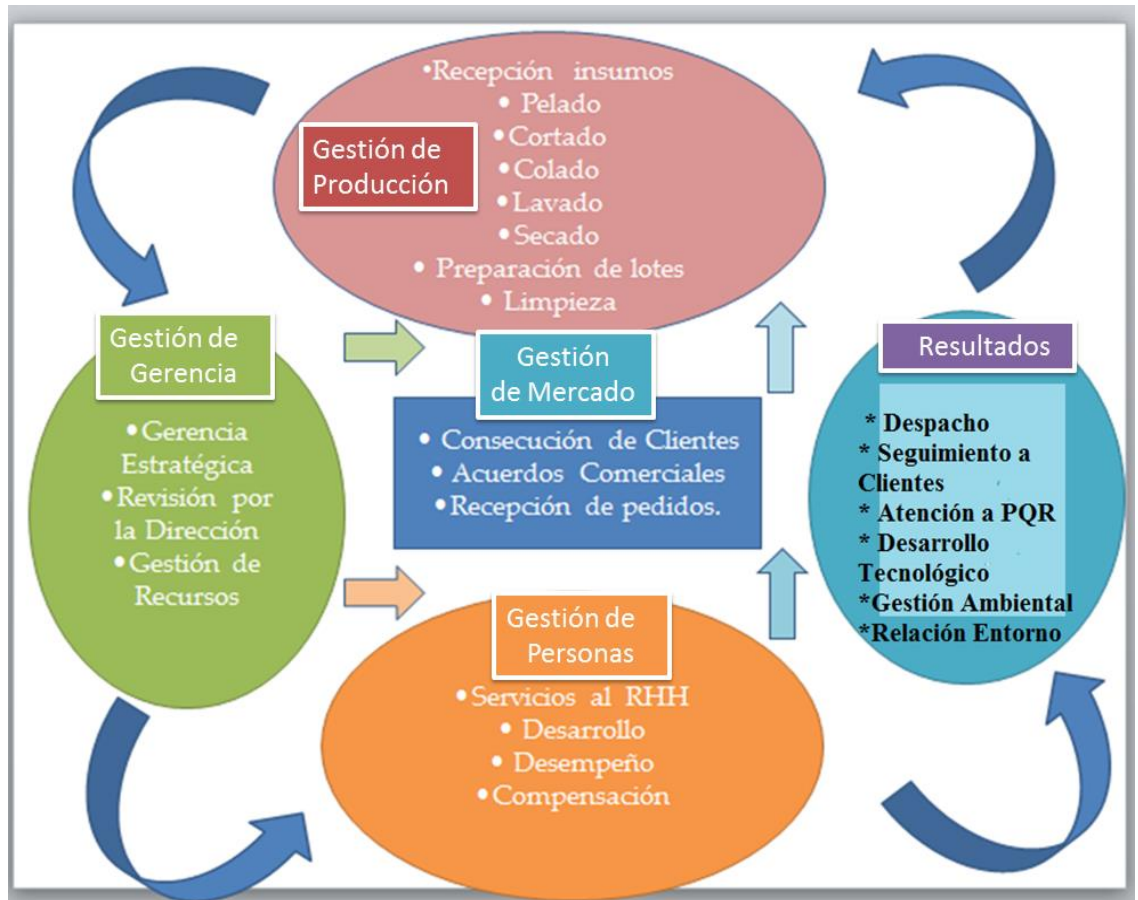 •Recepción insumos
• Pelado
•Cortado
•Colado
•Lavado
•Secado
• Preparación de lotes
• Limpieza
Gestión de
Producción
Gestión de
Gerencia
• Gerencia
Estratégica
•Revisión por
la Dirección
•Gestión de
Recursos
Gestión
de Mercado
• Consecución de Clientes
• Acuerdos Comerciales
•Recepción de pedidos.
Resultados
* Despacho
* Seguimiento a
Clientes
* Atención a PQR
* Desarrollo
Tecnológico
*Gestión Ambiental
*Relación Entorno
Gestión de
Personas
•Servicios al RHH
• Desarrollo
• Desempeño
•Compensación